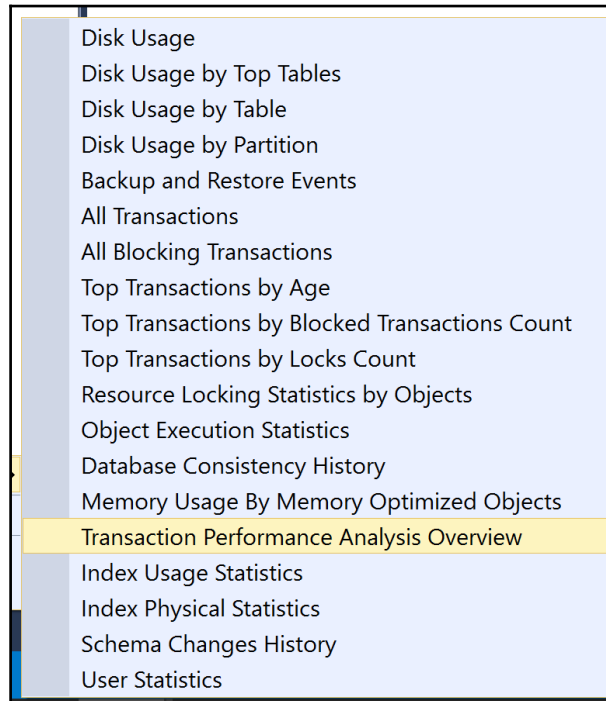 Disk Usage
Disk Usage by Top Tables
Disk Usage by Table
Disk Usage by Partition
Backup and Restore Events
All Transactions
All Blocking Transactions
Top Transactions by Age
Top Transactions by Blocked Transactions Count
Top Transactions by Locks Count
Resource Locking Statistics by Objects
Object Execution Statistics
Database Consistency History
Memory Usage By Memory Optimized Objects
Transaction Performance Analysis Overview
Index Usage Statistics
Index Physical Statistics
Schema Changes History
User Statistics